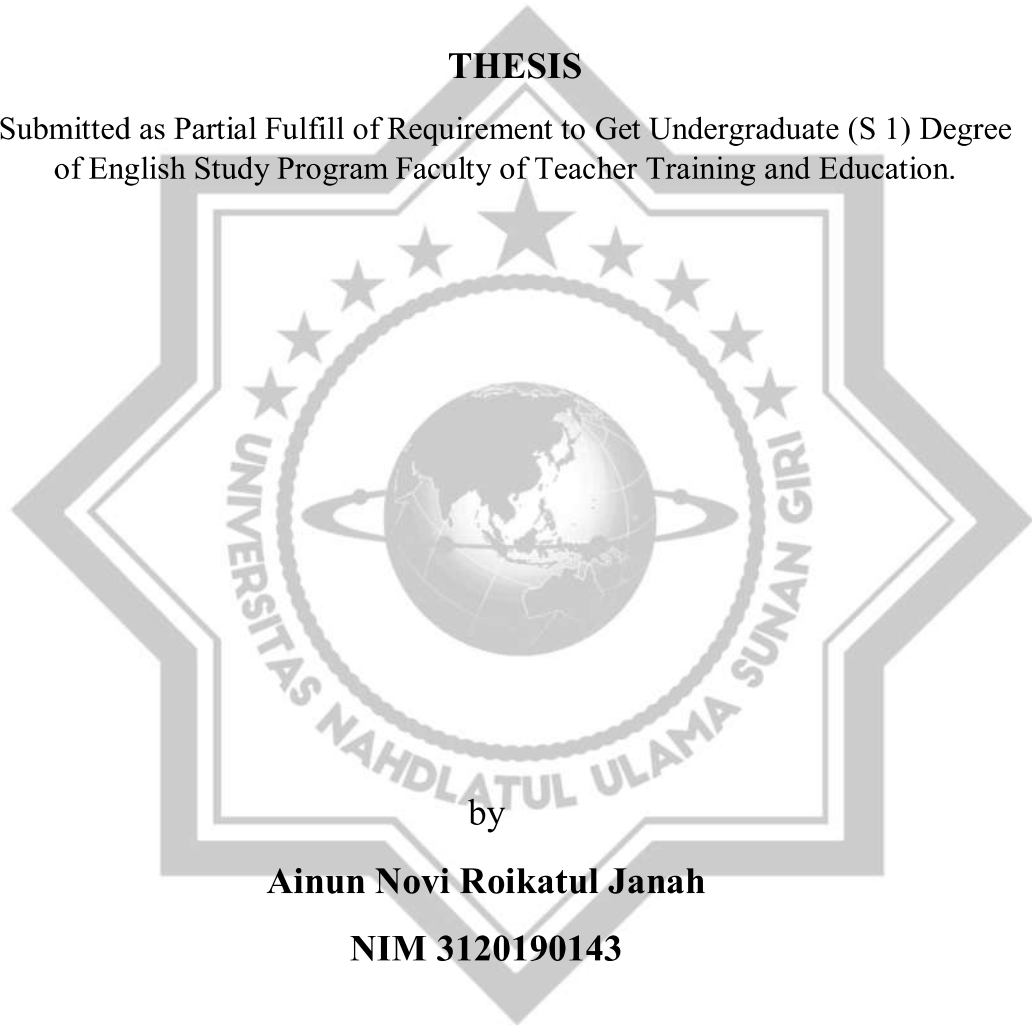 THESIS
Submitted as Partial Fulfill of Requirement to Get Undergraduate (S 1) Degree
of English Study Program Faculty of Teacher Training and Education.
UNIVERSITAS NAHDLATUL ULAMA SUNAN GIRI
by
Ainun Novi Roikatul Janah
NIM 3120190143